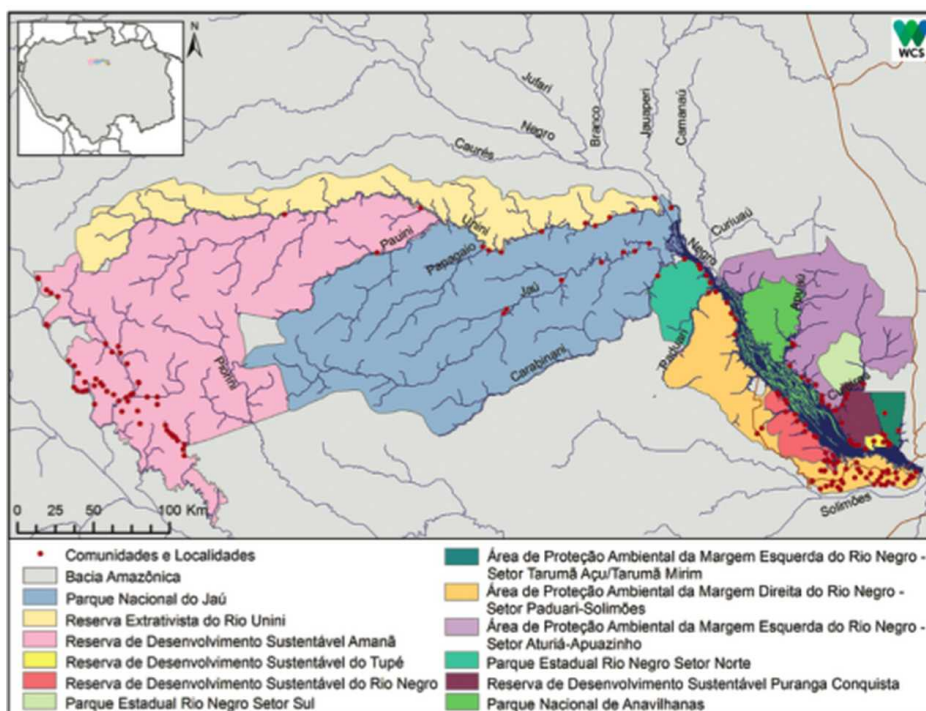 N
WCS
Jufari
Negro
Branco
Jauaperi
Camanaú
Caurés
Curiuaú
Unini
Pauini
Papagaio
Negro
Jaú
Carabinani
Paduari
Piorini
Solimões
0 25 50 75 100 Km
Comunidades e Localidades
Bacia Amazônica
Parque Nacional do Jaú
Reserva Extrativista do Rio Unini
Reserva de Desenvolvimento Sustentável Amanã
Reserva de Desenvolvimento Sustentável do Tupé
Reserva de Desenvolvimento Sustentável do Rio Negro
Parque Estadual Rio Negro Setor Sul
Área de Proteção Ambiental da Margem Esquerda do Rio Negro -
Setor Tarumã Açu/Tarumã Mirim
Área de Proteção Ambiental da Margem Direita do Rio Negro -
Setor Paduari-Solimões
Área de Proteção Ambiental da Margem Esquerda do Rio Negro -
Setor Aturiá-Apuazinho
Parque Estadual Rio Negro Setor Norte
Reserva de Desenvolvimento Sustentável Puranga Conquista
Parque Nacional de Anavilhanas